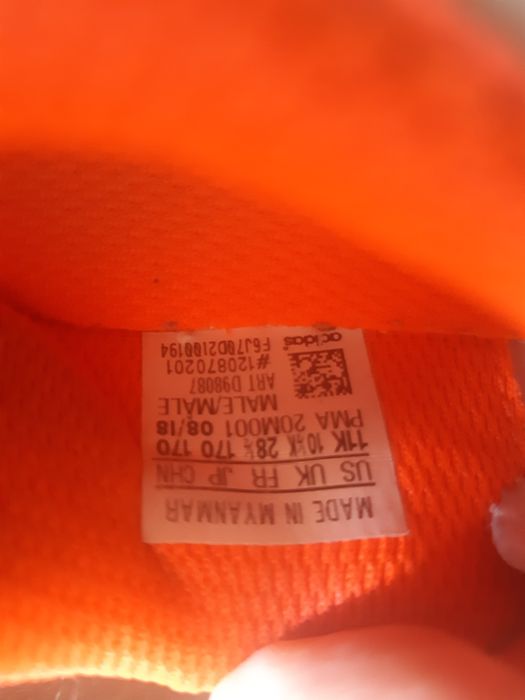 MADE IN MYANMAR
US UK FR JP CHN
11K 10½K 28½ 170 170
PMA 20M001 08/18
MALE/MALE
ART D98087
#120870201
F6J70D2100194
adidas